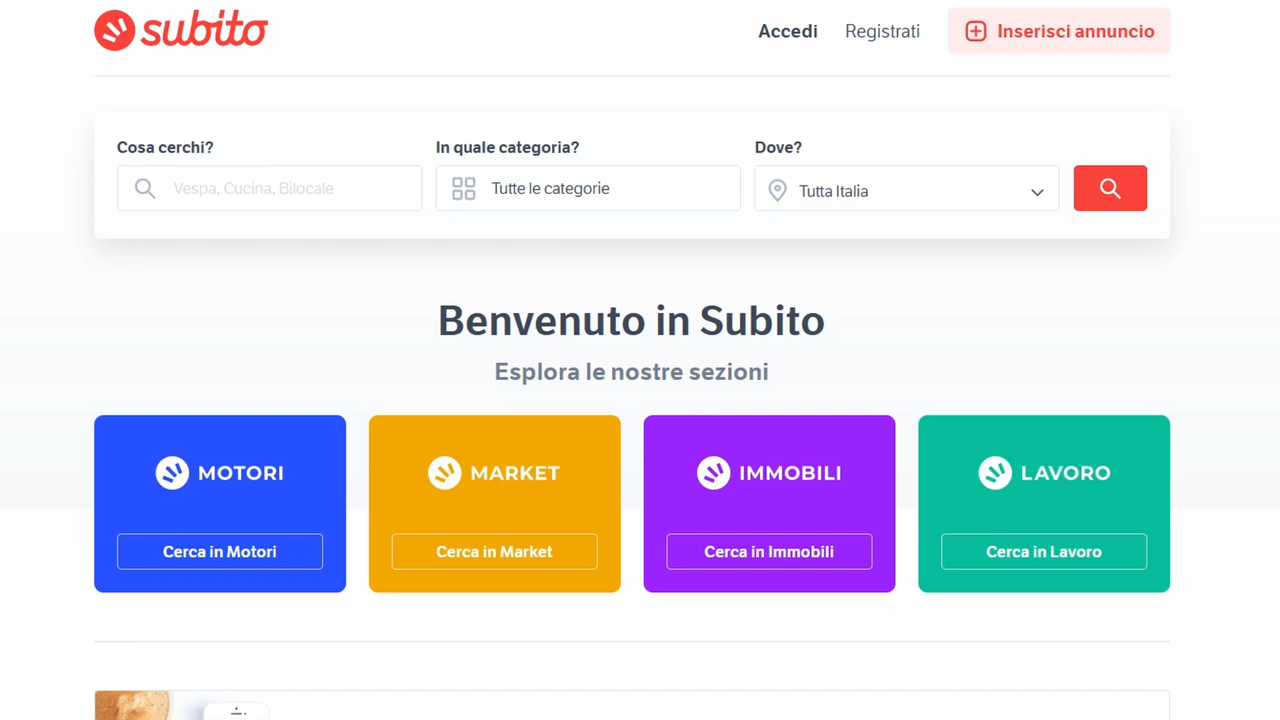 subito
Accedi Registrati Inserisci annuncio
Cosa cerchi? In quale categoria? Dove?
Vespa, Cucina, Bilocale Tutte le categorie Tutta Italia
Benvenuto in Subito
Esplora le nostre sezioni
MOTORI MARKET IMMOBILI LAVORO
Cerca in Motori Cerca in Market Cerca in Immobili Cerca in Lavoro